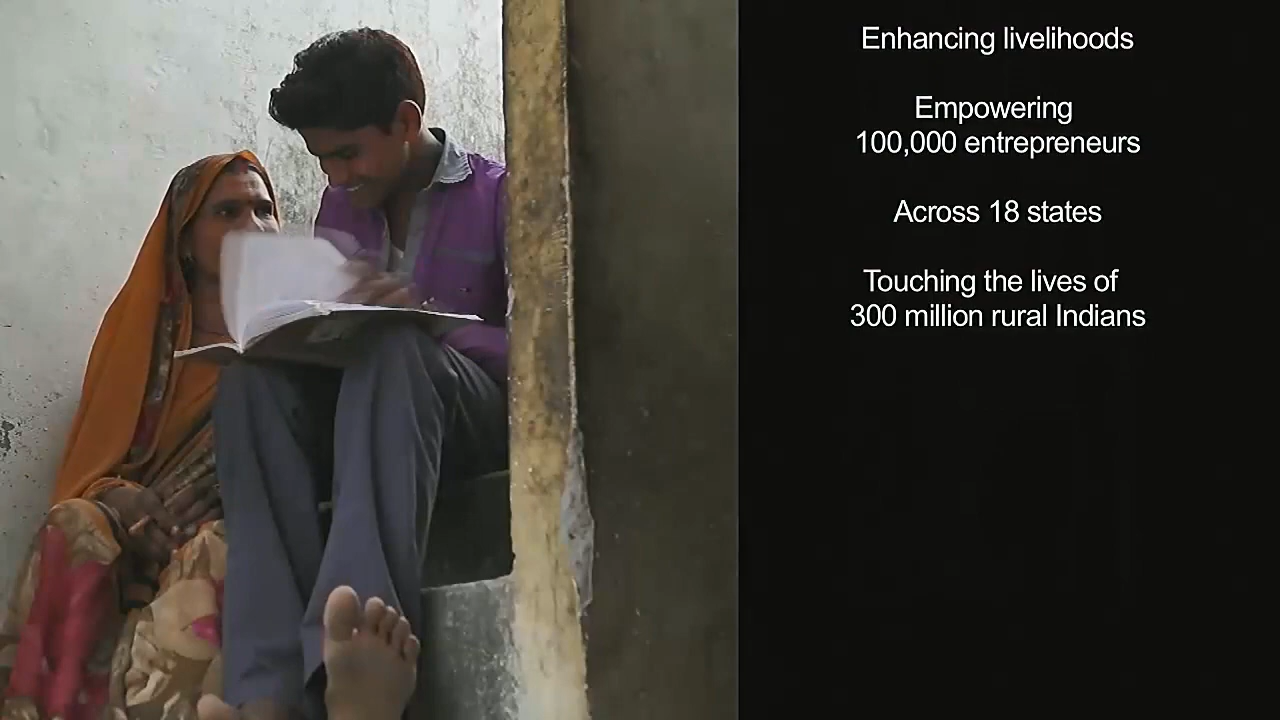 Enhancing livelihoods
Empowering
100,000 entrepreneurs
Across 18 states
Touching the lives of
300 million rural Indians